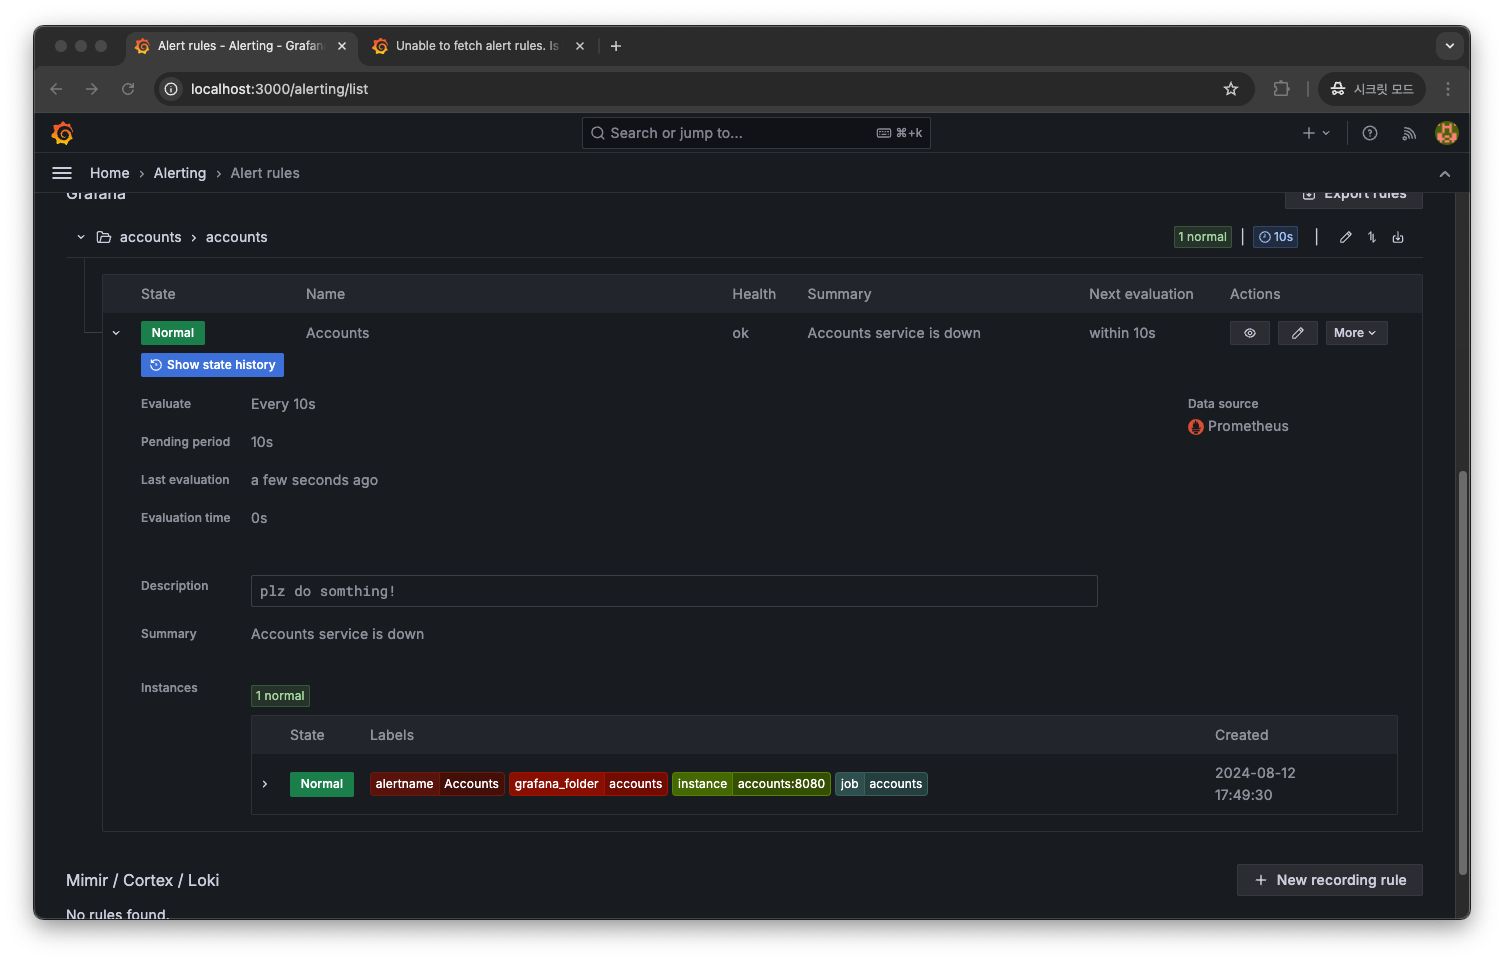 Alert rules - Alerting - Grafan
Unable to fetch alert rules. Is
localhost:3000/alerting/list
시크릿 모드
Search or jump to...
⌘+k
Home › Alerting › Alert rules
Grafana
Export rules
accounts › accounts
1 normal
10s
State Name Health Summary Next evaluation Actions
Normal Accounts ok Accounts service is down within 10s More
Show state history
Evaluate Every 10s
Data source
Prometheus
Pending period 10s
Last evaluation a few seconds ago
Evaluation time 0s
Description plz do somthing!
Summary Accounts service is down
Instances 1 normal
State Labels Created
Normal alertname Accounts grafana_folder accounts instance accounts:8080 job accounts 2024-08-12
17:49:30
Mimir / Cortex / Loki
+ New recording rule
No rules found.